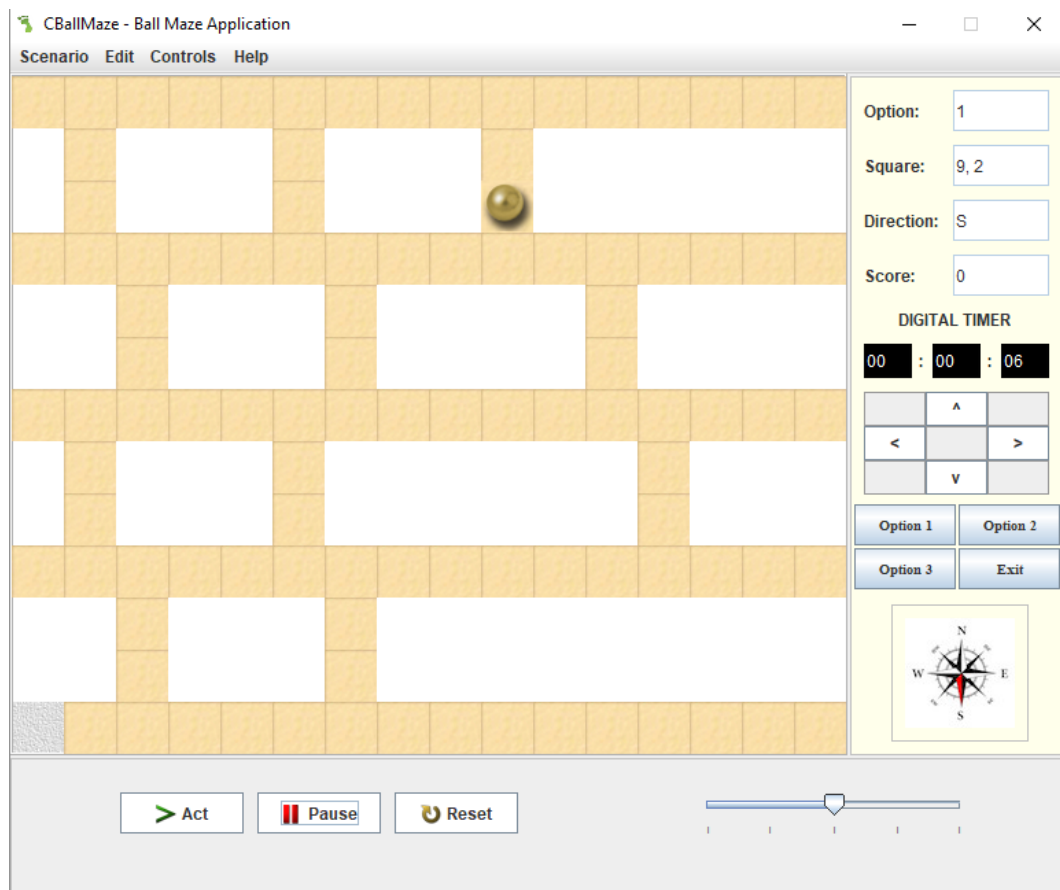 CBallMaze - Ball Maze Application
Scenario Edit Controls Help
Option: 1
Square: 9, 2
Direction: S
Score: 0
DIGITAL TIMER
00 : 00 : 06
^
< >
v
Option 1 Option 2
Option 3 Exit
N
W E
S
> Act Pause Reset